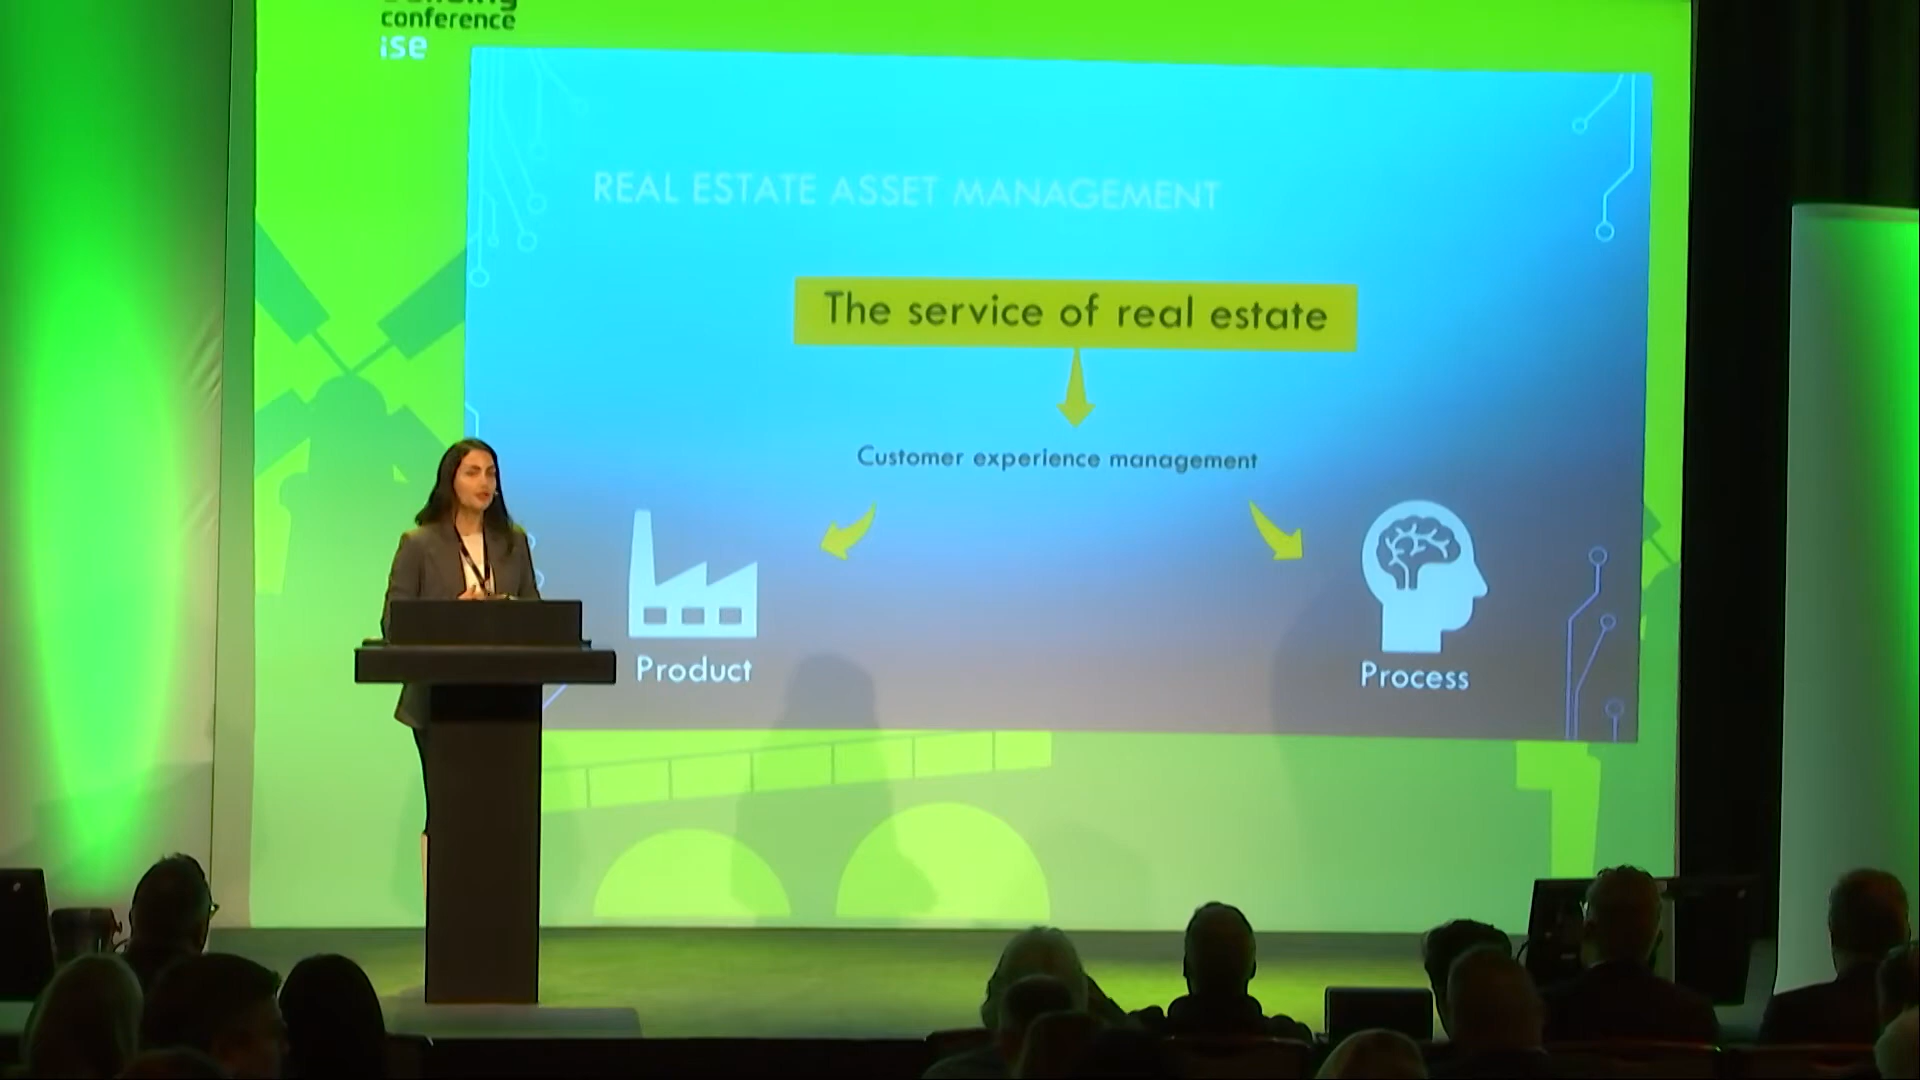 conference
ise
REAL ESTATE ASSET MANAGEMENT
The service of real estate
Customer experience management
Product
Process